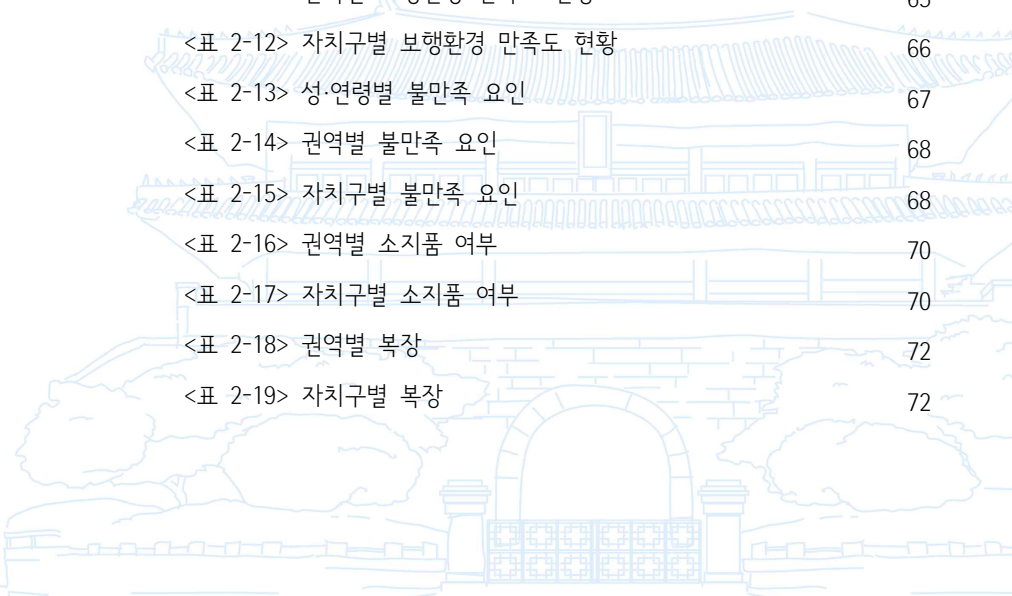 65
<표 2-12> 자치구별 보행환경 만족도 현황 66
<표 2-13> 성·연령별 불만족 요인 67
<표 2-14> 권역별 불만족 요인 68
<표 2-15> 자치구별 불만족 요인 68
<표 2-16> 권역별 소지품 여부 70
<표 2-17> 자치구별 소지품 여부 70
<표 2-18> 권역별 복장 72
<표 2-19> 자치구별 복장 72